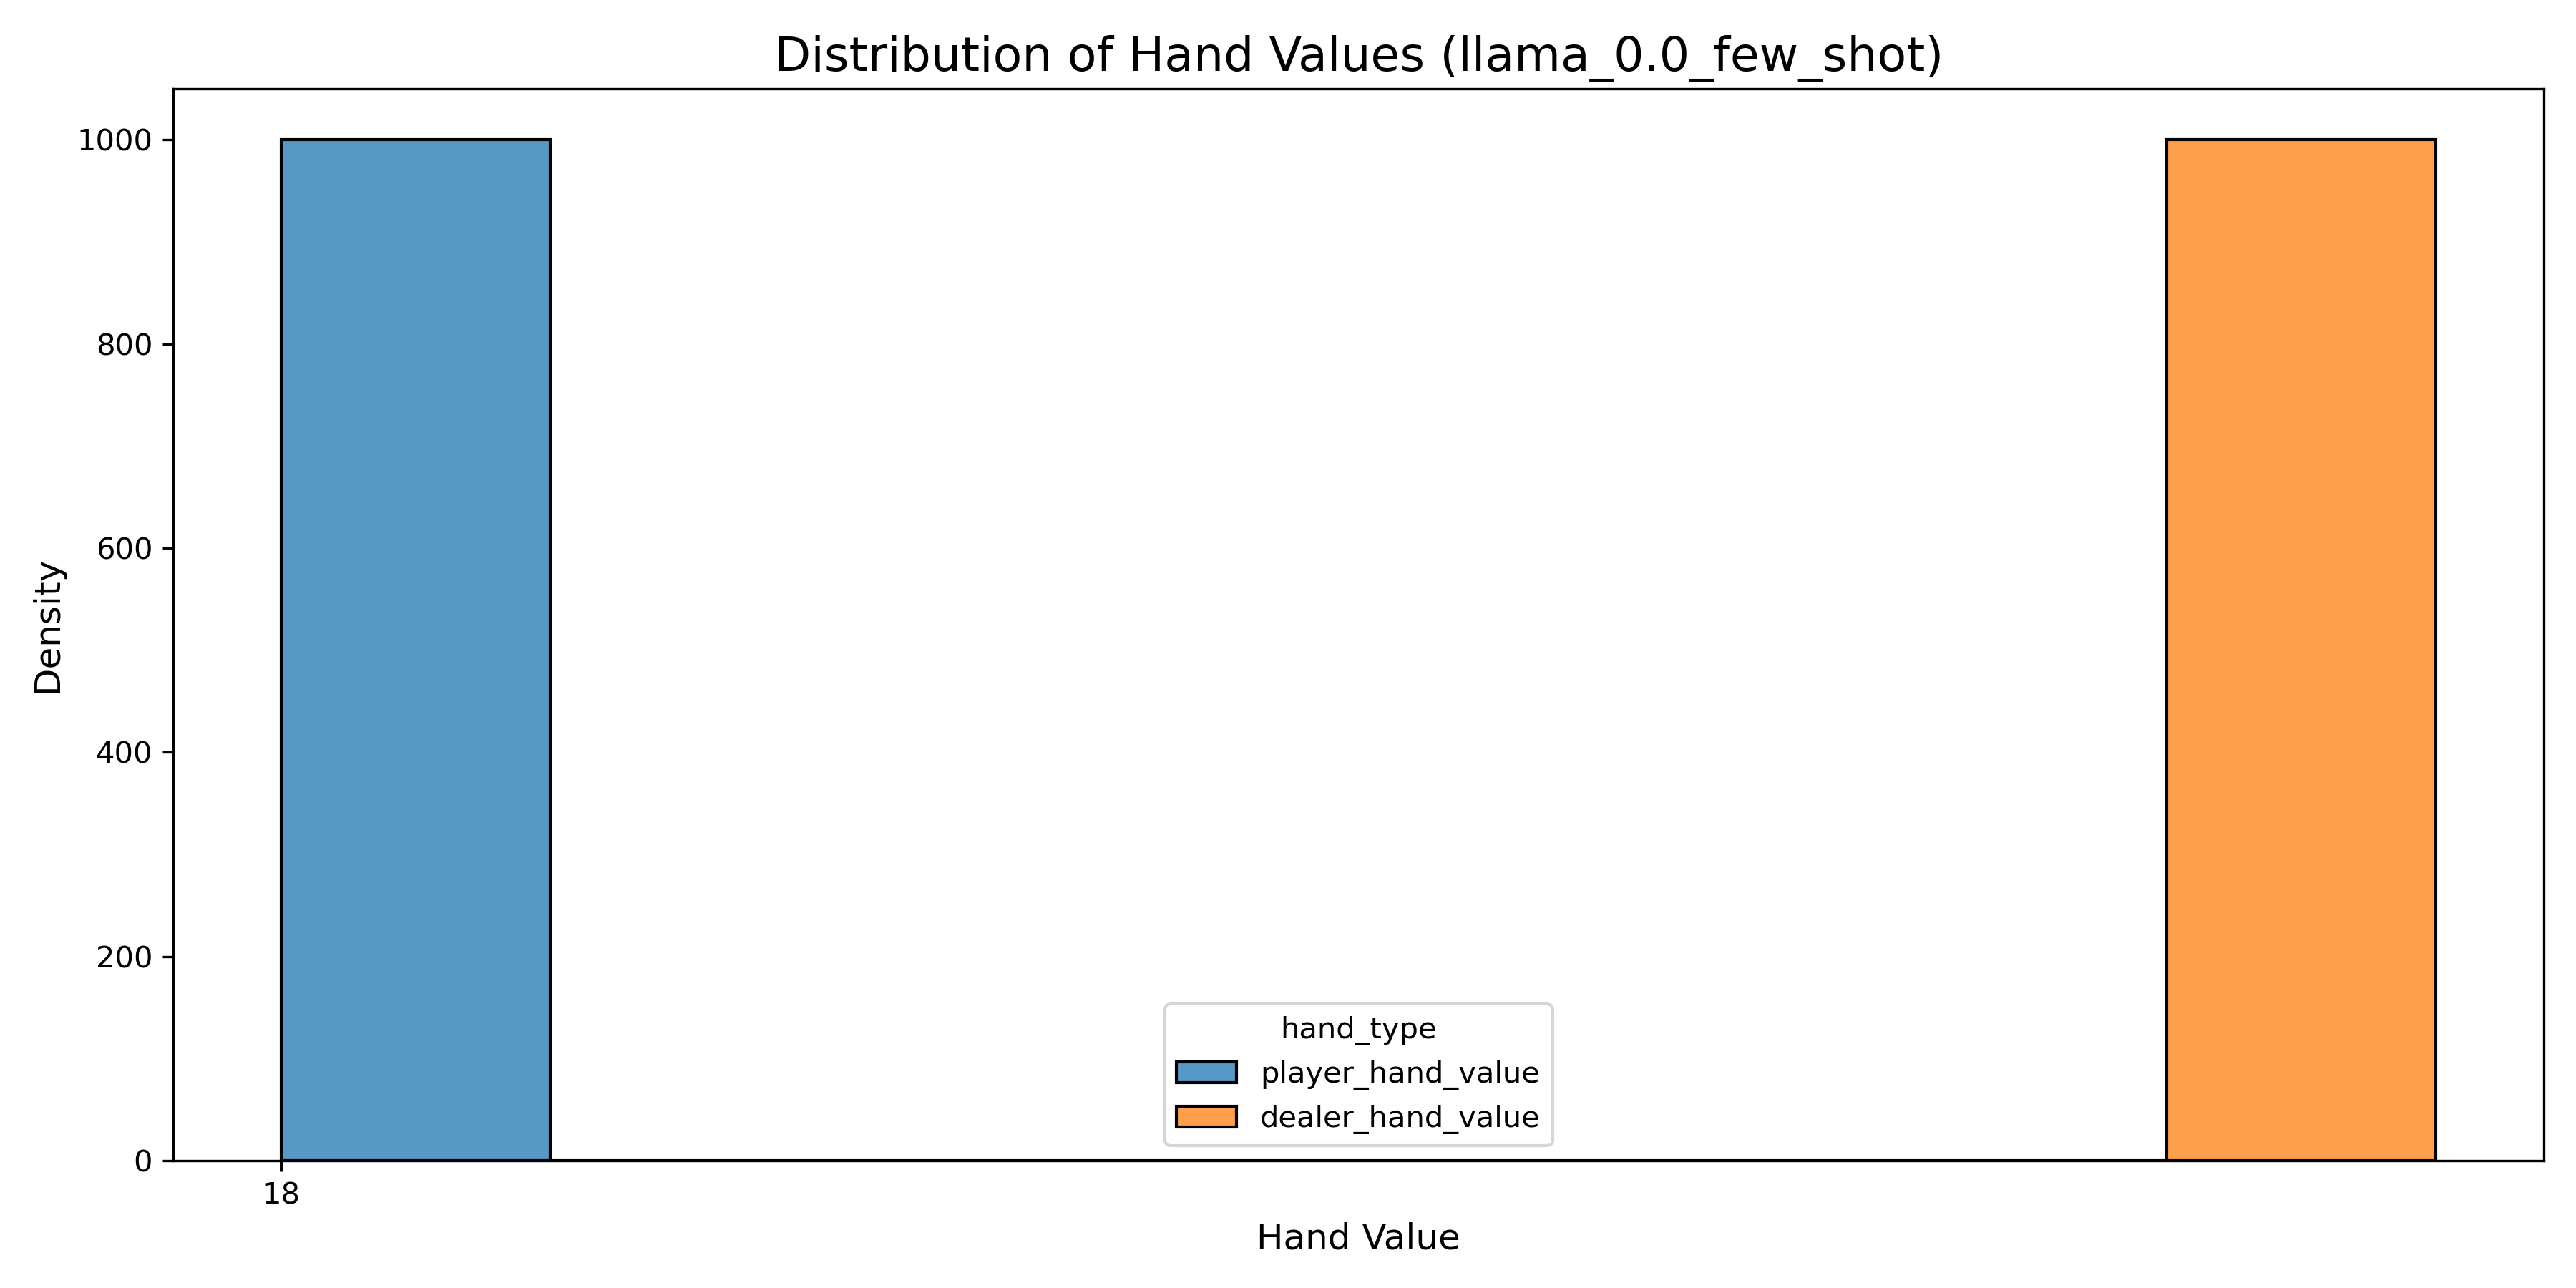 Distribution of Hand Values (llama_0.0_few_shot)
1000
800
600
400
200
0
Density
18
Hand Value
hand_type
player_hand_value
dealer_hand_value